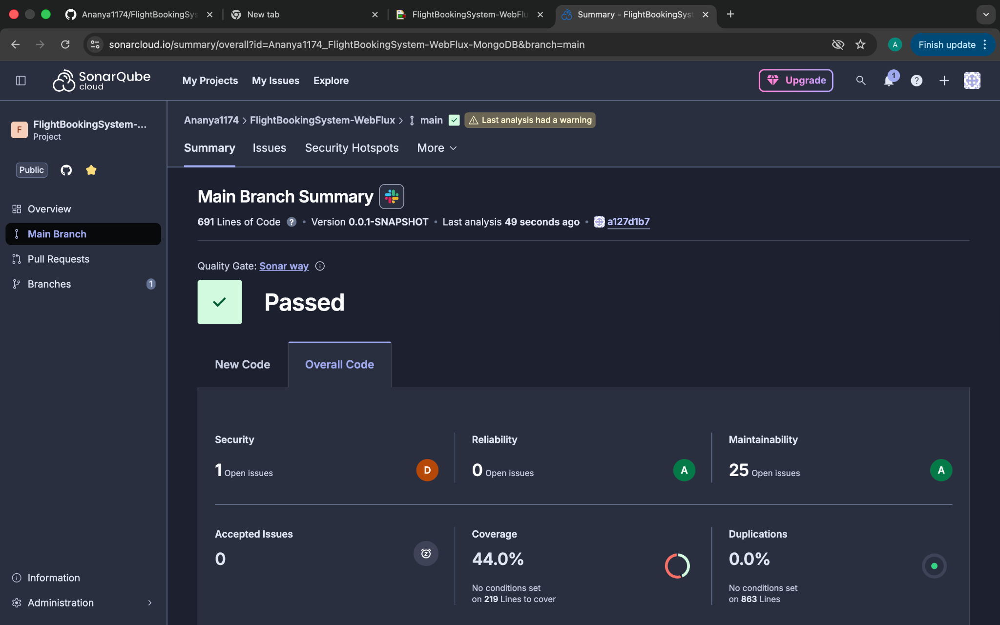 Ananya1174/FlightBookingSys
New tab
FlightBookingSystem-WebFlu
Summary - FlightBookingSyst
sonarcloud.io/summary/overall?id=Ananya1174_FlightBookingSystem-WebFlux-MongoDB&branch=main
A
Finish update
SonarQube
cloud
My Projects
My Issues
Explore
Upgrade
1
?
F
FlightBookingSystem-...
Project
Public
Overview
Main Branch
Pull Requests
Branches
1
Information
Administration
Ananya1174 > FlightBookingSystem-WebFlux > main
Last analysis had a warning
Summary
Issues
Security Hotspots
More
Main Branch Summary
691 Lines of Code ? • Version 0.0.1-SNAPSHOT • Last analysis 49 seconds ago • a127d1b7
Quality Gate: Sonar way
Passed
New Code
Overall Code
Security
1 Open issues
D
Reliability
0 Open issues
A
Maintainability
25 Open issues
A
Accepted Issues
0
Coverage
44.0%
No conditions set
on 219 Lines to cover
Duplications
0.0%
No conditions set
on 863 Lines